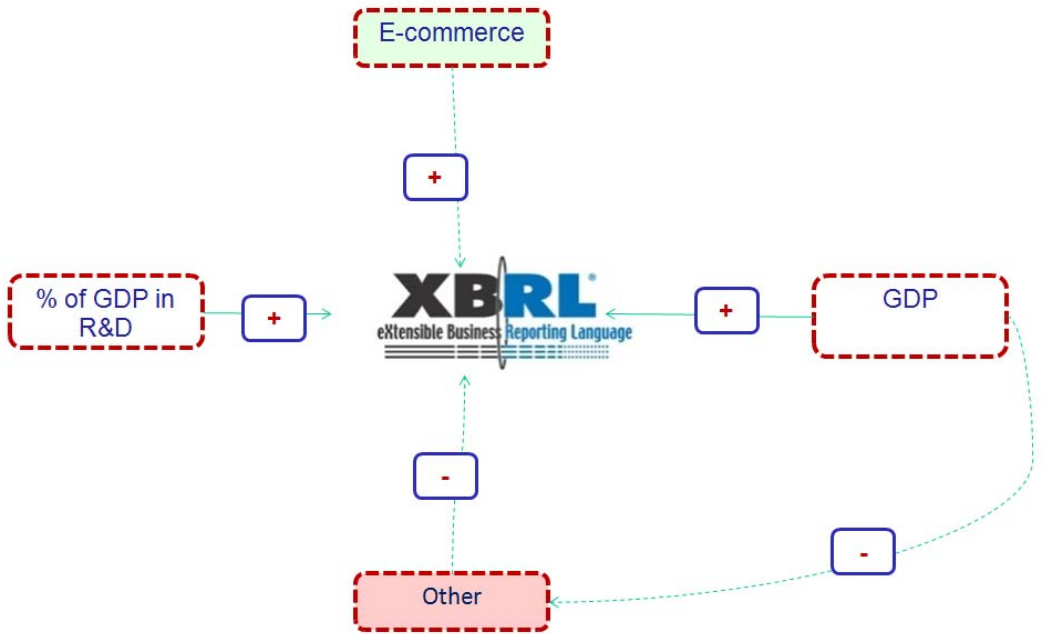 E-commerce
+
XBRL®
eXtensible Business Reporting Language
% of GDP in
R&D
+
+
GDP
-
-
Other